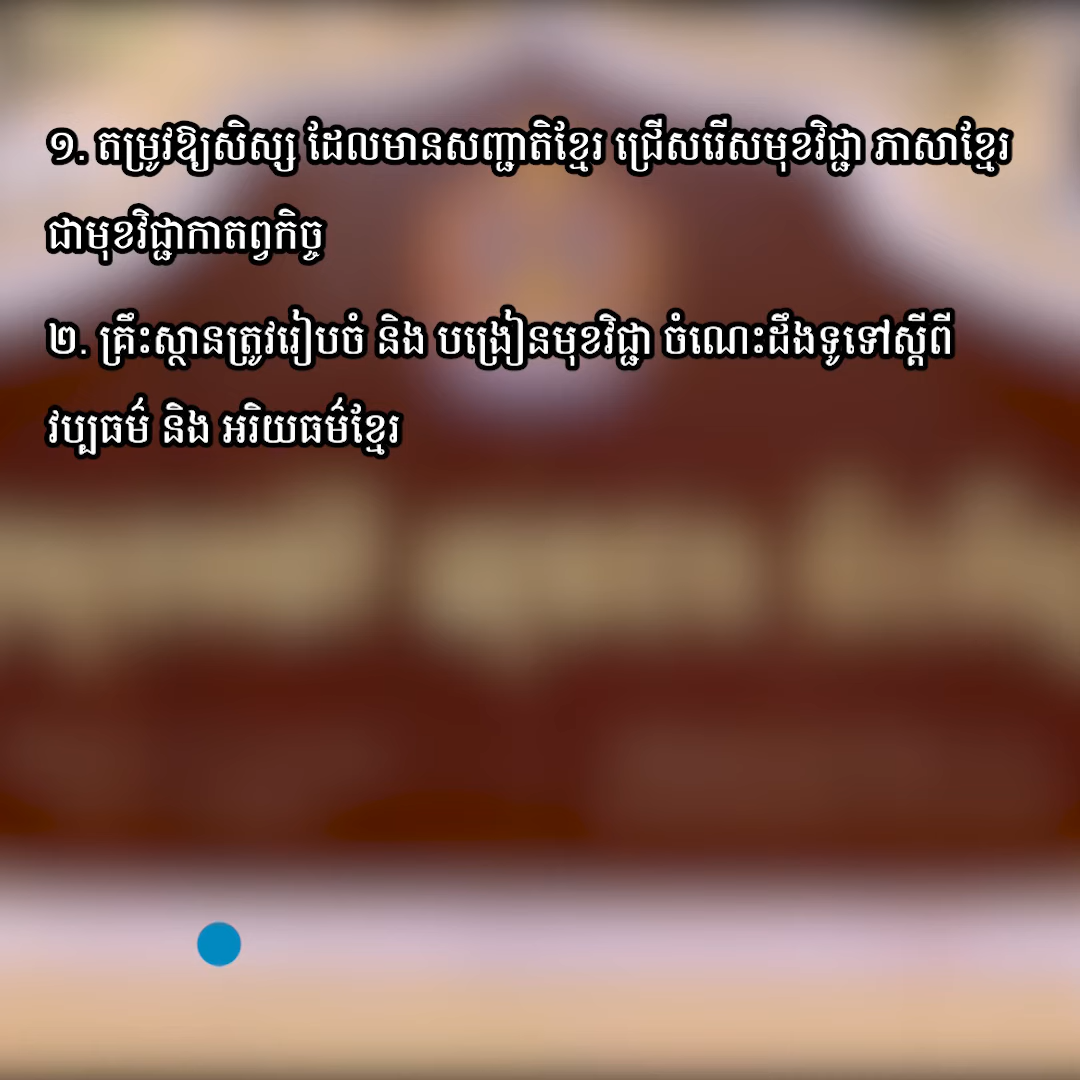 ១. តម្រូវឱ្យសិស្ស ដែលមានសញ្ជាតិខ្មែរ ជ្រើសរើសមុខវិជ្ជា ភាសាខ្មែរ
ជាមុខវិជ្ជាកាតព្វកិច្ច
២. គ្រឹះស្ថានត្រូវរៀបចំ និង បង្រៀនមុខវិជ្ជា ចំណេះដឹងទូទៅស្តីពី
វប្បធម៌ និង អរិយធម៌ខ្មែរ